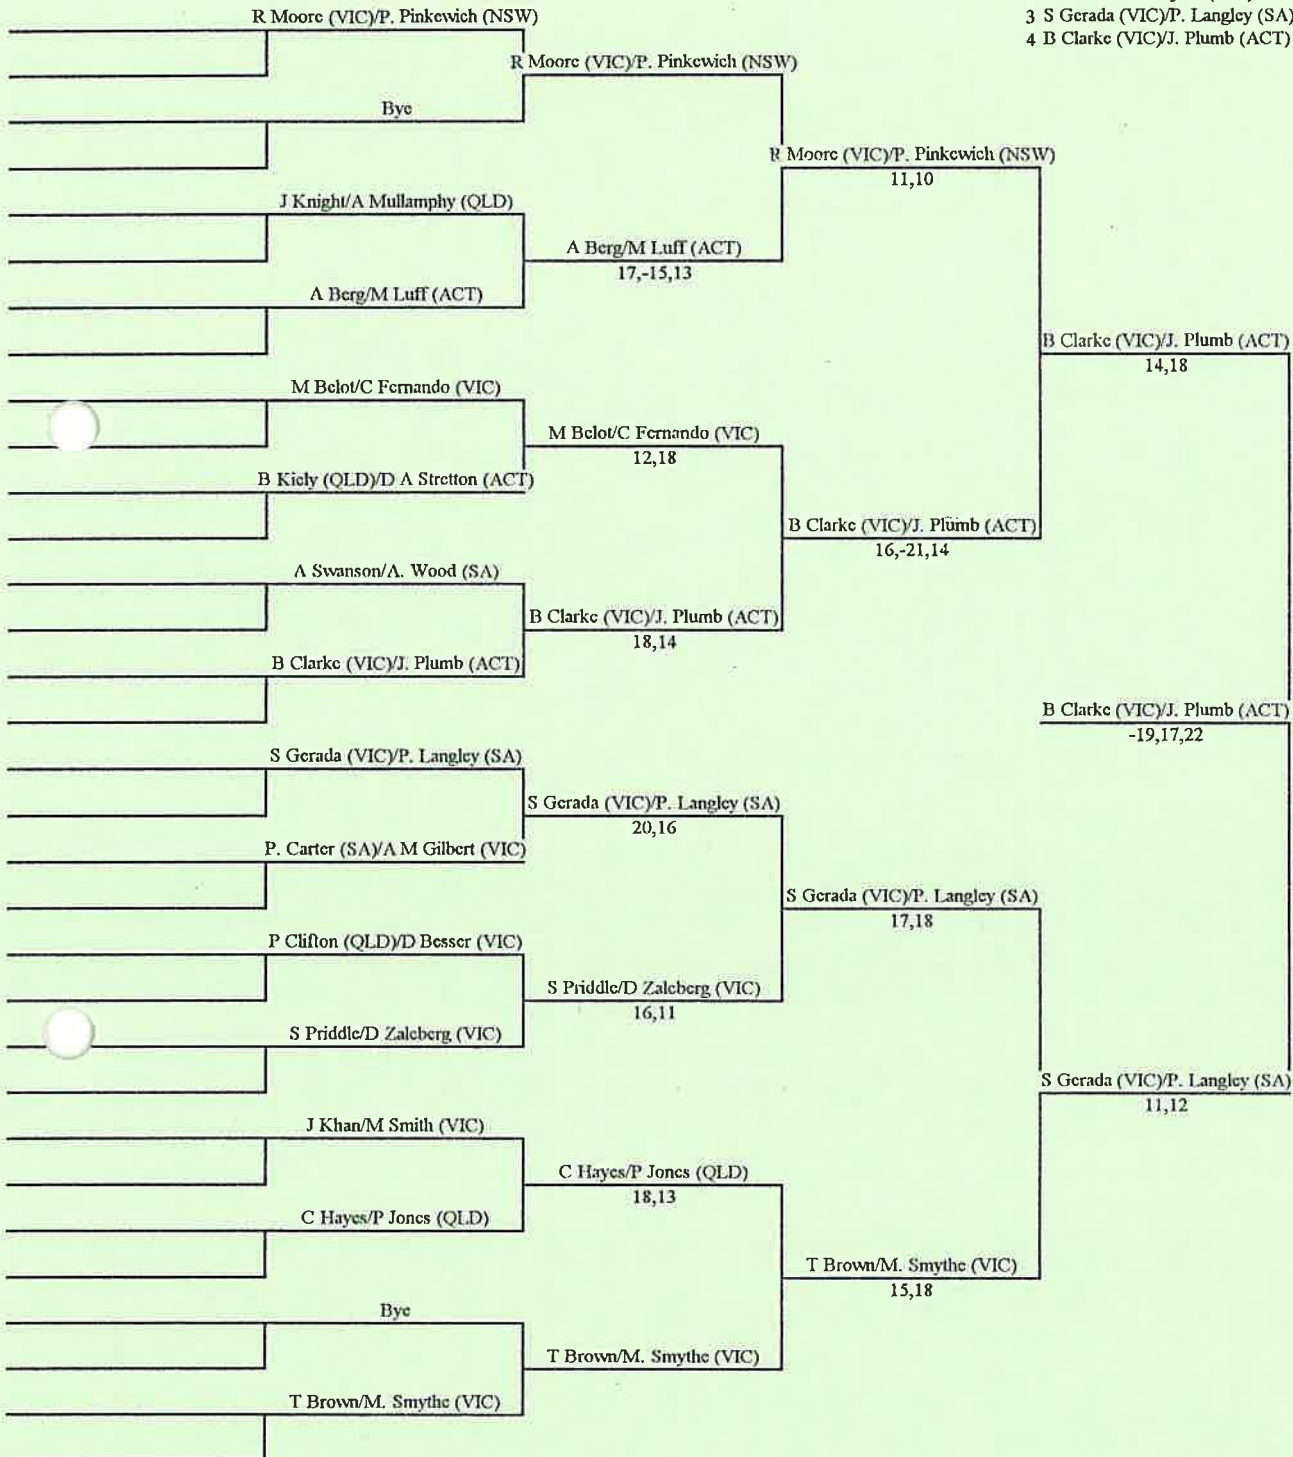 3 S Gerada (VIC)/P. Langley (SA)
4 B Clarke (VIC)/J. Plumb (ACT)
R Moore (VIC)/P. Pinkewich (NSW)
R Moore (VIC)/P. Pinkewich (NSW)
Bye
R Moore (VIC)/P. Pinkewich (NSW)
11,10
J Knight/A Mullamphy (QLD)
A Berg/M Luff (ACT)
17,-15,13
A Berg/M Luff (ACT)
B Clarke (VIC)/J. Plumb (ACT)
14,18
M Belot/C Fernando (VIC)
M Belot/C Fernando (VIC)
12,18
B Kiely (QLD)/D A Stretton (ACT)
B Clarke (VIC)/J. Plumb (ACT)
16,-21,14
A Swanson/A. Wood (SA)
B Clarke (VIC)/J. Plumb (ACT)
18,14
B Clarke (VIC)/J. Plumb (ACT)
B Clarke (VIC)/J. Plumb (ACT)
-19,17,22
S Gerada (VIC)/P. Langley (SA)
S Gerada (VIC)/P. Langley (SA)
20,16
P. Carter (SA)/A M Gilbert (VIC)
S Gerada (VIC)/P. Langley (SA)
17,18
P Clifton (QLD)/D Besser (VIC)
S Priddle/D Zaleberg (VIC)
16,11
S Priddle/D Zaleberg (VIC)
S Gerada (VIC)/P. Langley (SA)
11,12
J Khan/M Smith (VIC)
C Hayes/P Jones (QLD)
18,13
C Hayes/P Jones (QLD)
T Brown/M. Smythe (VIC)
15,18
Bye
T Brown/M. Smythe (VIC)
T Brown/M. Smythe (VIC)